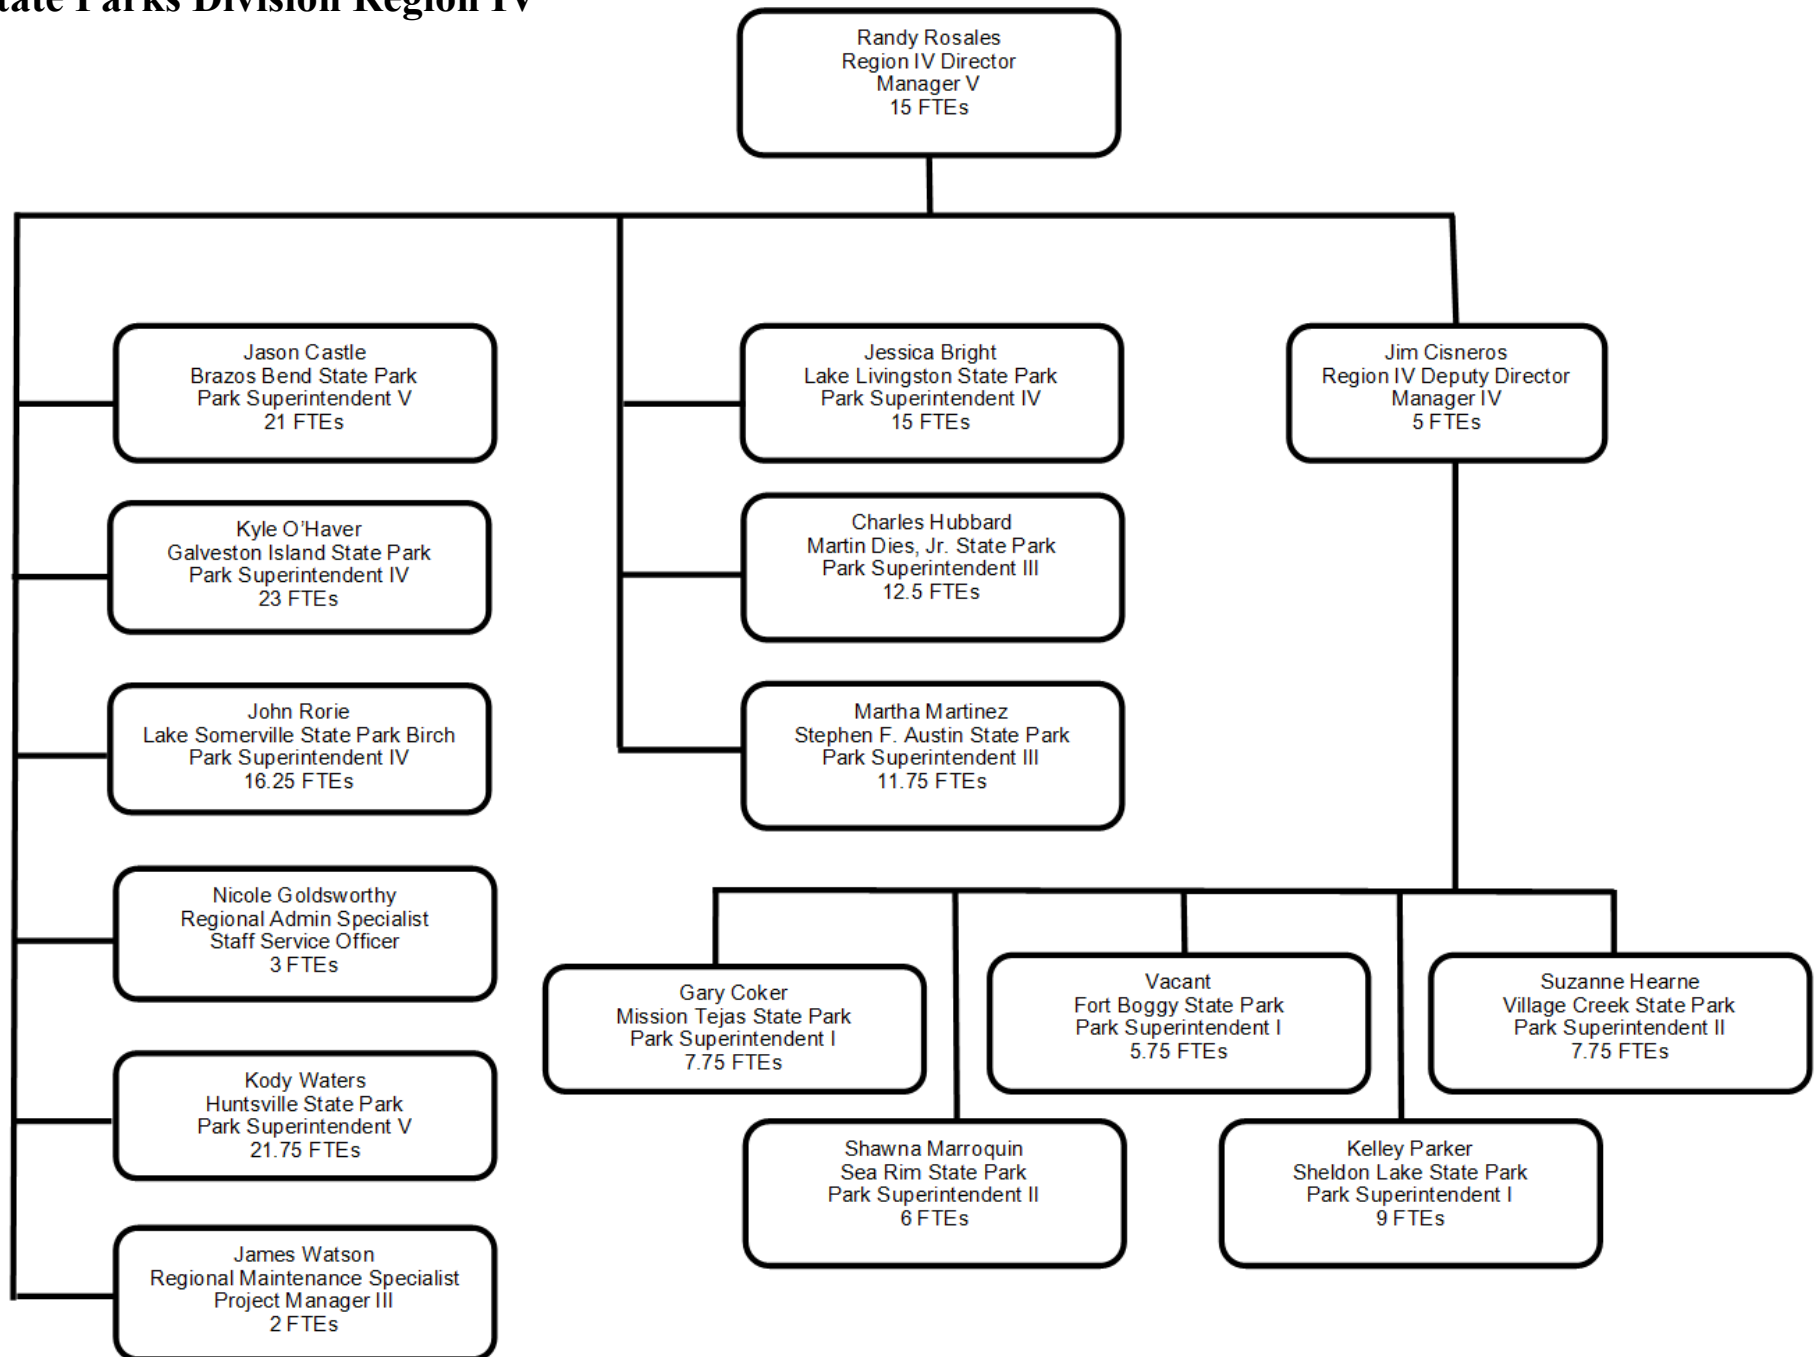 tate Parks Division Region IV
Randy Rosales
Region IV Director
Manager V
15 FTEs
Jason Castle
Brazos Bend State Park
Park Superintendent V
21 FTEs
Jessica Bright
Lake Livingston State Park
Park Superintendent IV
15 FTEs
Jim Cisneros
Region IV Deputy Director
Manager IV
5 FTEs
Kyle O’Haver
Galveston Island State Park
Park Superintendent IV
23 FTEs
Charles Hubbard
Martin Dies, Jr. State Park
Park Superintendent III
12.5 FTEs
John Rorie
Lake Somerville State Park Birch
Park Superintendent IV
16.25 FTEs
Martha Martinez
Stephen F. Austin State Park
Park Superintendent III
11.75 FTEs
Nicole Goldsworthy
Regional Admin Specialist
Staff Service Officer
3 FTEs
Gary Coker
Mission Tejas State Park
Park Superintendent I
7.75 FTEs
Vacant
Fort Boggy State Park
Park Superintendent I
5.75 FTEs
Suzanne Hearne
Village Creek State Park
Park Superintendent II
7.75 FTEs
Kody Waters
Huntsville State Park
Park Superintendent V
21.75 FTEs
Shawna Marroquin
Sea Rim State Park
Park Superintendent II
6 FTEs
Kelley Parker
Sheldon Lake State Park
Park Superintendent I
9 FTEs
James Watson
Regional Maintenance Specialist
Project Manager III
2 FTEs